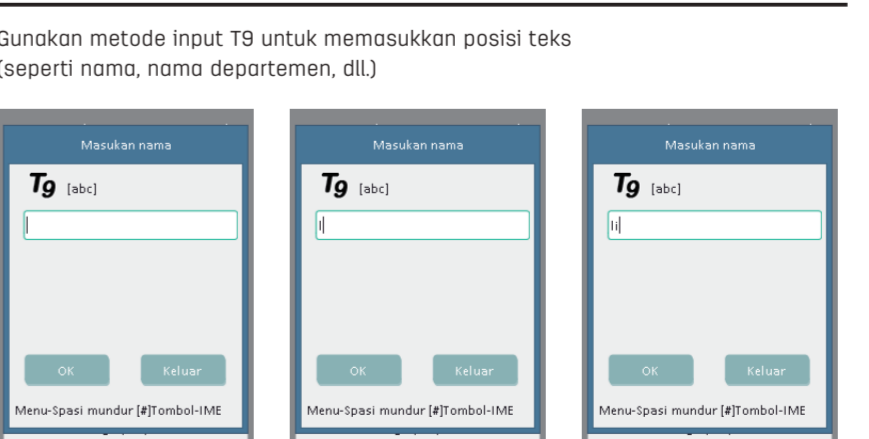 Gunakan metode input T9 untuk memasukkan posisi teks
(seperti nama, nama departemen, dll.)
Masukan nama
T9 [abc]
OK Keluar
Menu-Spasi mundur [#]Tombol-IME
Masukan nama
T9 [abc]
l
OK Keluar
Menu-Spasi mundur [#]Tombol-IME
Masukan nama
T9 [abc]
li
OK Keluar
Menu-Spasi mundur [#]Tombol-IME